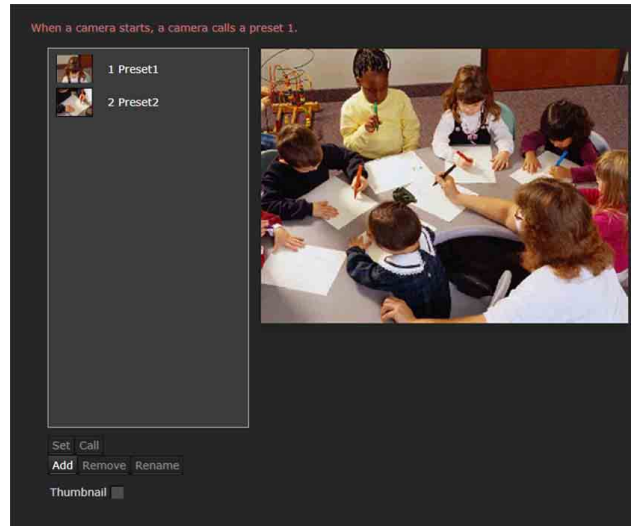 When a camera starts, a camera calls a preset 1.
1 Preset1
2 Preset2
Set Call
Add Remove Rename
Thumbnail